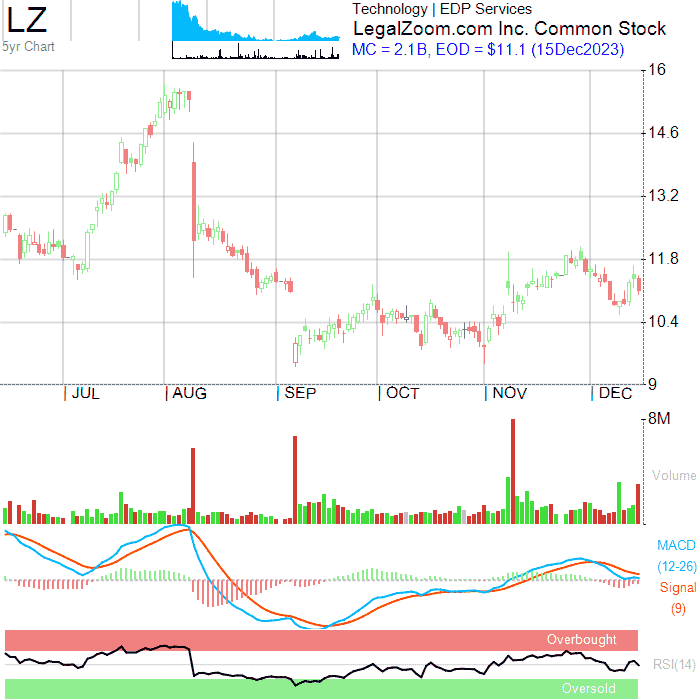 LZ
5yr Chart
Technology | EDP Services
LegalZoom.com Inc. Common Stock
MC = 2.1B, EOD = $11.1 (15Dec2023)
16
14.6
13.2
11.8
10.4
9
JUL AUG SEP OCT NOV DEC
8M
Volume
MACD
(12-26)
Signal
(9)
Overbought
RSI(14)
Oversold